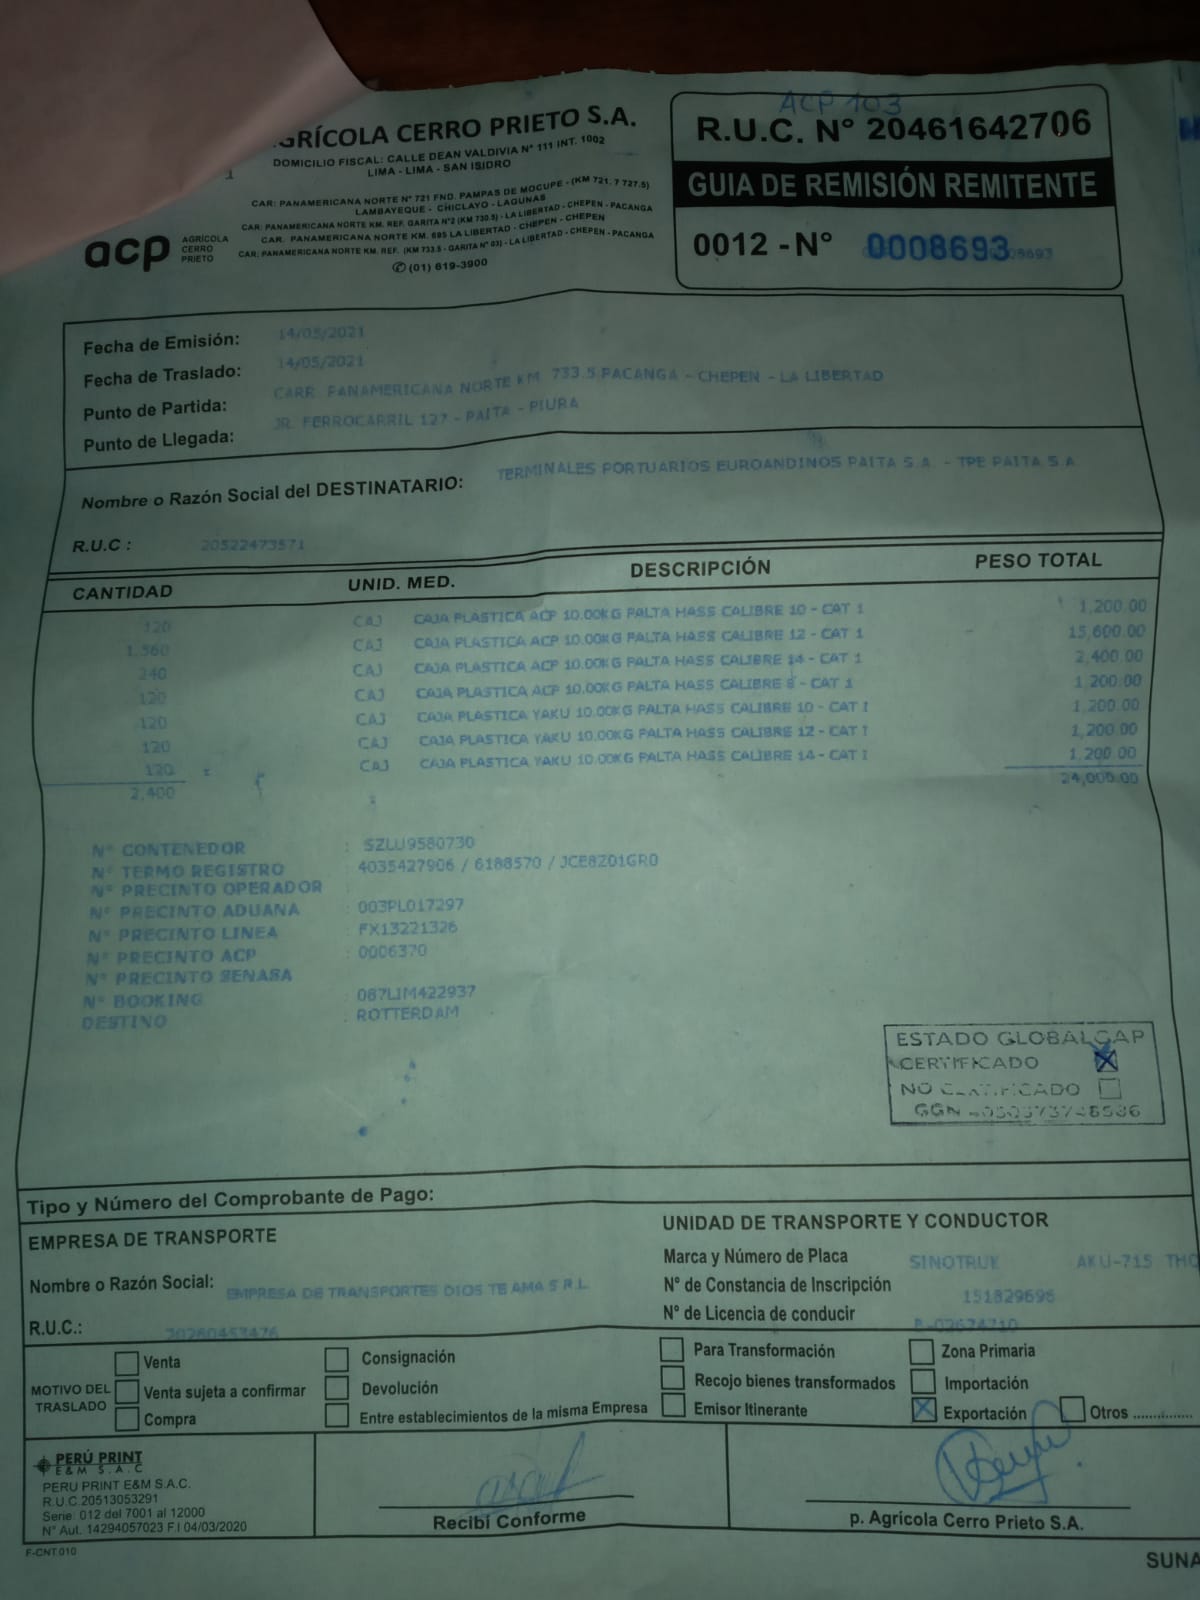 ACP 103
GRÍCOLA CERRO PRIETO S.A.
DOMICILIO FISCAL: CALLE DEAN VALDIVIA N° 111 INT. 1002
LIMA - LIMA - SAN ISIDRO
CAR: PANAMERICANA NORTE N° 721 FND. PAMPAS DE MOCUPE - (KM 721. 7 727.5)
LAMBAYEQUE - CHICLAYO - LAGUNAS
CAR: PANAMERICANA NORTE KM. REF. GARITA N°2 (KM 730.5) - LA LIBERTAD - CHEPEN - PACANGA
CAR. PANAMERICANA NORTE KM. 695 LA LIBERTAD - CHEPEN - CHEPEN
CAR: PANAMERICANA NORTE KM. REF. (KM 733.5 - GARITA N° 03) - LA LIBERTAD - CHEPEN - PACANGA
(01) 619-3900
acp AGRÍCOLA
CERRO
PRIETO
R.U.C. N° 20461642706
GUIA DE REMISIÓN REMITENTE
0012 - N° 0008693
Fecha de Emisión: 14/05/2021
Fecha de Traslado: 14/05/2021
Punto de Partida: CARR. PANAMERICANA NORTE KM 733.5 PACANGA - CHEPEN - LA LIBERTAD
Punto de Llegada: JR. FERROCARRIL 127 - PAITA - PIURA
Nombre o Razón Social del DESTINATARIO: TERMINALES PORTUARIOS EUROANDINOS PAITA S.A. - TPE PAITA S.A
R.U.C : 20522473571
CANTIDAD UNID. MED. DESCRIPCIÓN PESO TOTAL
120 CAJ CAJA PLASTICA ACP 10.00KG PALTA HASS CALIBRE 10 - CAT 1 1,200.00
1,560 CAJ CAJA PLASTICA ACP 10.00KG PALTA HASS CALIBRE 12 - CAT 1 15,600.00
240 CAJ CAJA PLASTICA ACP 10.00KG PALTA HASS CALIBRE 14 - CAT 1 2,400.00
120 CAJ CAJA PLASTICA ACP 10.00KG PALTA HASS CALIBRE 8 - CAT 1 1,200.00
120 CAJ CAJA PLASTICA YAKU 10.00KG PALTA HASS CALIBRE 10 - CAT I 1,200.00
120 CAJ CAJA PLASTICA YAKU 10.00KG PALTA HASS CALIBRE 12 - CAT I 1,200.00
120 CAJ CAJA PLASTICA YAKU 10.00KG PALTA HASS CALIBRE 14 - CAT I 1,200.00
2,400 24,000.00
N° CONTENEDOR : SZLU9580730
N° TERMO REGISTRO : 4035427906 / 6188570 / JCE8Z01GR0
N° PRECINTO OPERADOR
N° PRECINTO ADUANA : 003PL017297
N° PRECINTO LINEA : FX13221326
N° PRECINTO ACP : 0006370
N° PRECINTO SENASA
N° BOOKING : 087LIM422937
DESTINO : ROTTERDAM
ESTADO GLOBALGAP
CERTIFICADO X
NO CERTIFICADO
GGN
Tipo y Número del Comprobante de Pago:
EMPRESA DE TRANSPORTE
Nombre o Razón Social: EMPRESA DE TRANSPORTES DIOS TE AMA S R L
R.U.C.: 20260453476
UNIDAD DE TRANSPORTE Y CONDUCTOR
Marca y Número de Placa SINOTRUK AKU-715
N° de Constancia de Inscripción 151829696
N° de Licencia de conducir B-02674710
MOTIVO DEL TRASLADO
Venta
Venta sujeta a confirmar
Compra
Consignación
Devolución
Entre establecimientos de la misma Empresa
Para Transformación
Recojo bienes transformados
Emisor Itinerante
Zona Primaria
Importación
X Exportación
Otros ..............
PERÚ PRINT
E&M S.A.C
PERU PRINT E&M S.A.C.
R.U.C.20513053291
Serie: 012 del 7001 al 12000
N° Aut. 14294057023 F.I 04/03/2020
Recibí Conforme
p. Agricola Cerro Prieto S.A.
F-CNT.010
SUNA